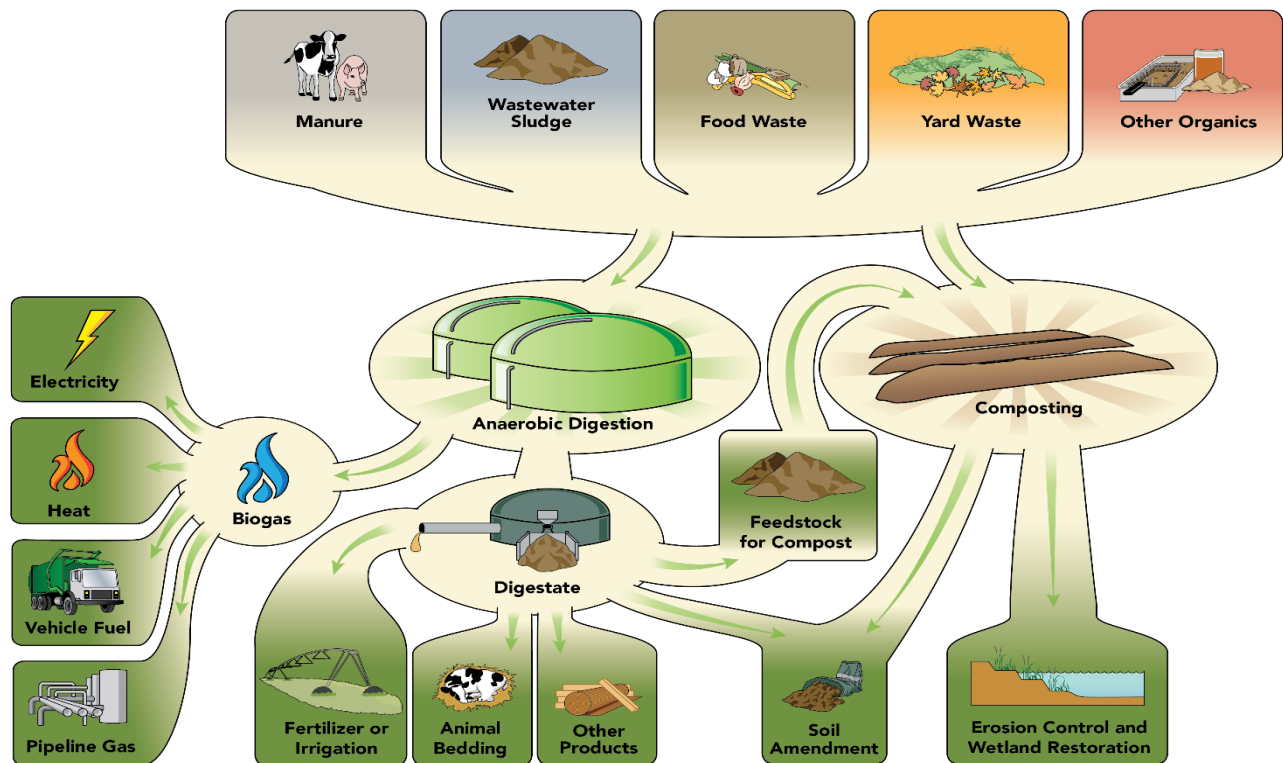 Manure
Wastewater
Sludge
Food Waste
Yard Waste
Other Organics
Electricity
Heat
Vehicle Fuel
Pipeline Gas
Biogas
Anaerobic Digestion
Composting
Digestate
Feedstock
for Compost
Fertilizer or
Irrigation
Animal
Bedding
Other
Products
Soil
Amendment
Erosion Control and
Wetland Restoration